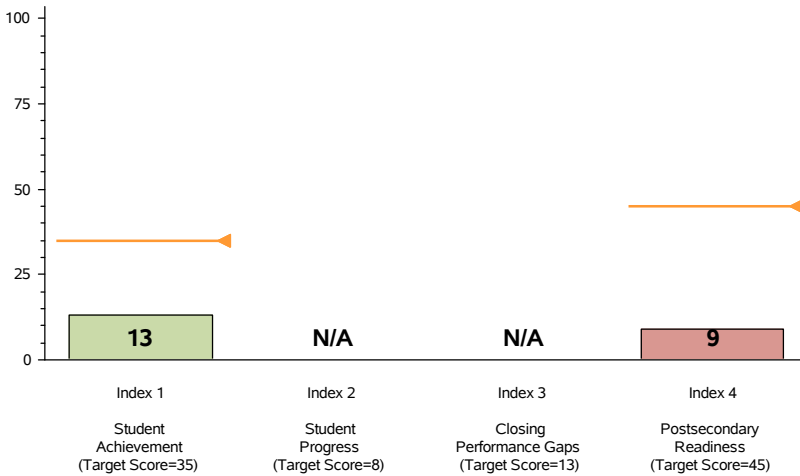 100
75
50
25
0
13
N/A
N/A
9
Index 1
Index 2
Index 3
Index 4
Student
Achievement
(Target Score=35)
Student
Progress
(Target Score=8)
Closing
Performance Gaps
(Target Score=13)
Postsecondary
Readiness
(Target Score=45)